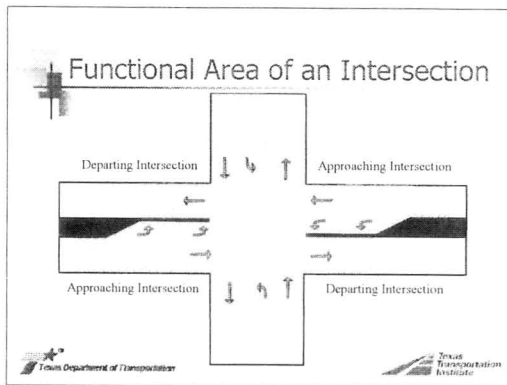 Functional Area of an Intersection
Departing Intersection
Approaching Intersection
Approaching Intersection
Departing Intersection
Texas Department of Transportation
Texas
Transportation
Institute